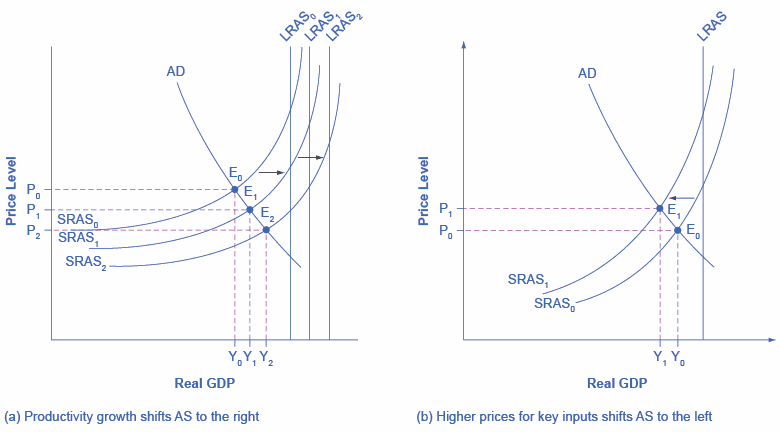 LRAS₀
LRAS₁
LRAS₂
AD
Price Level
P₀
P₁
P₂
E₀
E₁
E₂
SRAS₀
SRAS₁
SRAS₂
Y₀ Y₁ Y₂
Real GDP
(a) Productivity growth shifts AS to the right
LRAS
AD
Price Level
P₁
P₀
E₁
E₀
SRAS₁
SRAS₀
Y₁ Y₀
Real GDP
(b) Higher prices for key inputs shifts AS to the left